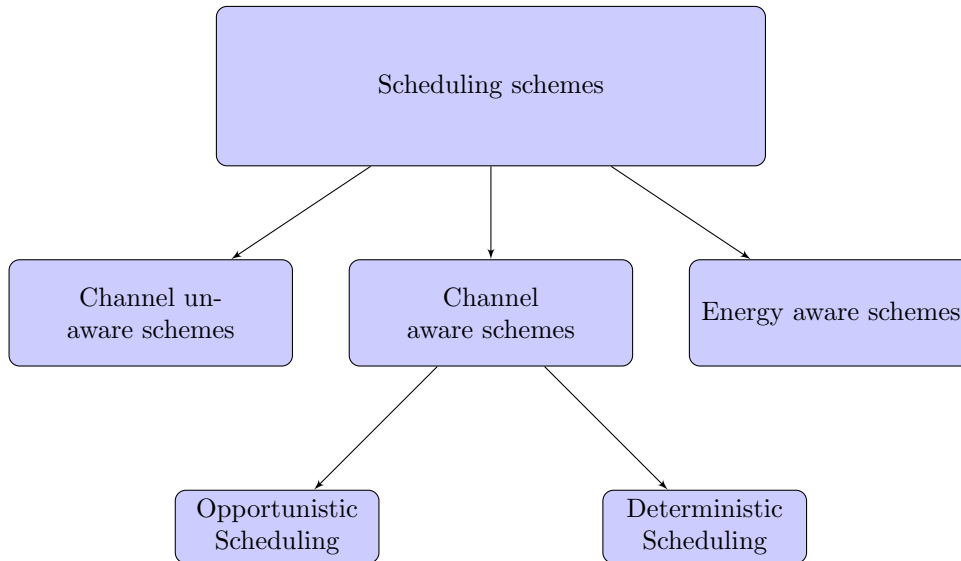 Scheduling schemes
Channel un-
aware schemes
Channel
aware schemes
Energy aware schemes
Opportunistic
Scheduling
Deterministic
Scheduling